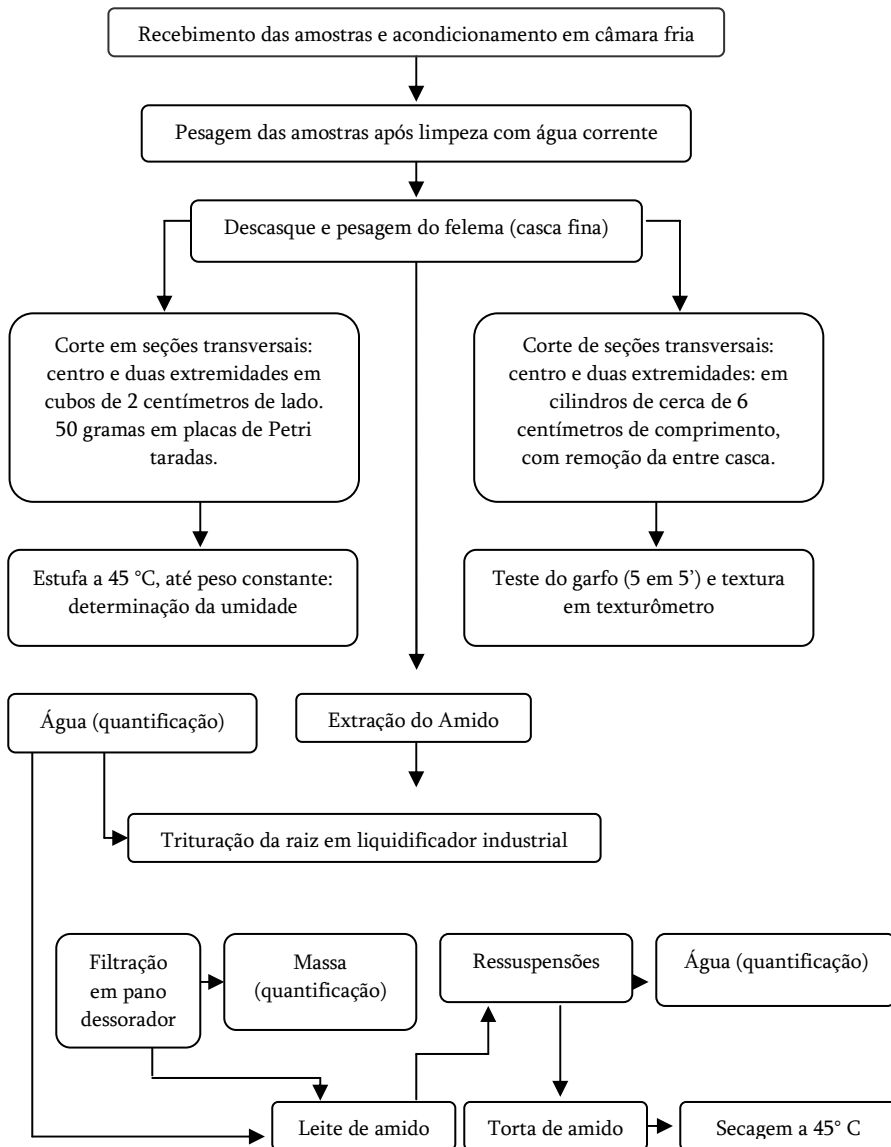 Recebimento das amostras e acondicionamento em câmara fria
Pesagem das amostras após limpeza com água corrente
Descasque e pesagem do felema (casca fina)
Corte em seções transversais:
centro e duas extremidades em
cubos de 2 centímetros de lado.
50 gramas em placas de Petri
taradas.
Corte de seções transversais:
centro e duas extremidades: em
cilindros de cerca de 6
centímetros de comprimento,
com remoção da entre casca.
Estufa a 45 °C, até peso constante:
determinação da umidade
Teste do garfo (5 em 5’) e textura
em texturômetro
Água (quantificação)
Extração do Amido
Trituração da raiz em liquidificador industrial
Filtração
em pano
dessorador
Massa
(quantificação)
Ressuspensões
Água (quantificação)
Leite de amido
Torta de amido
Secagem a 45° C